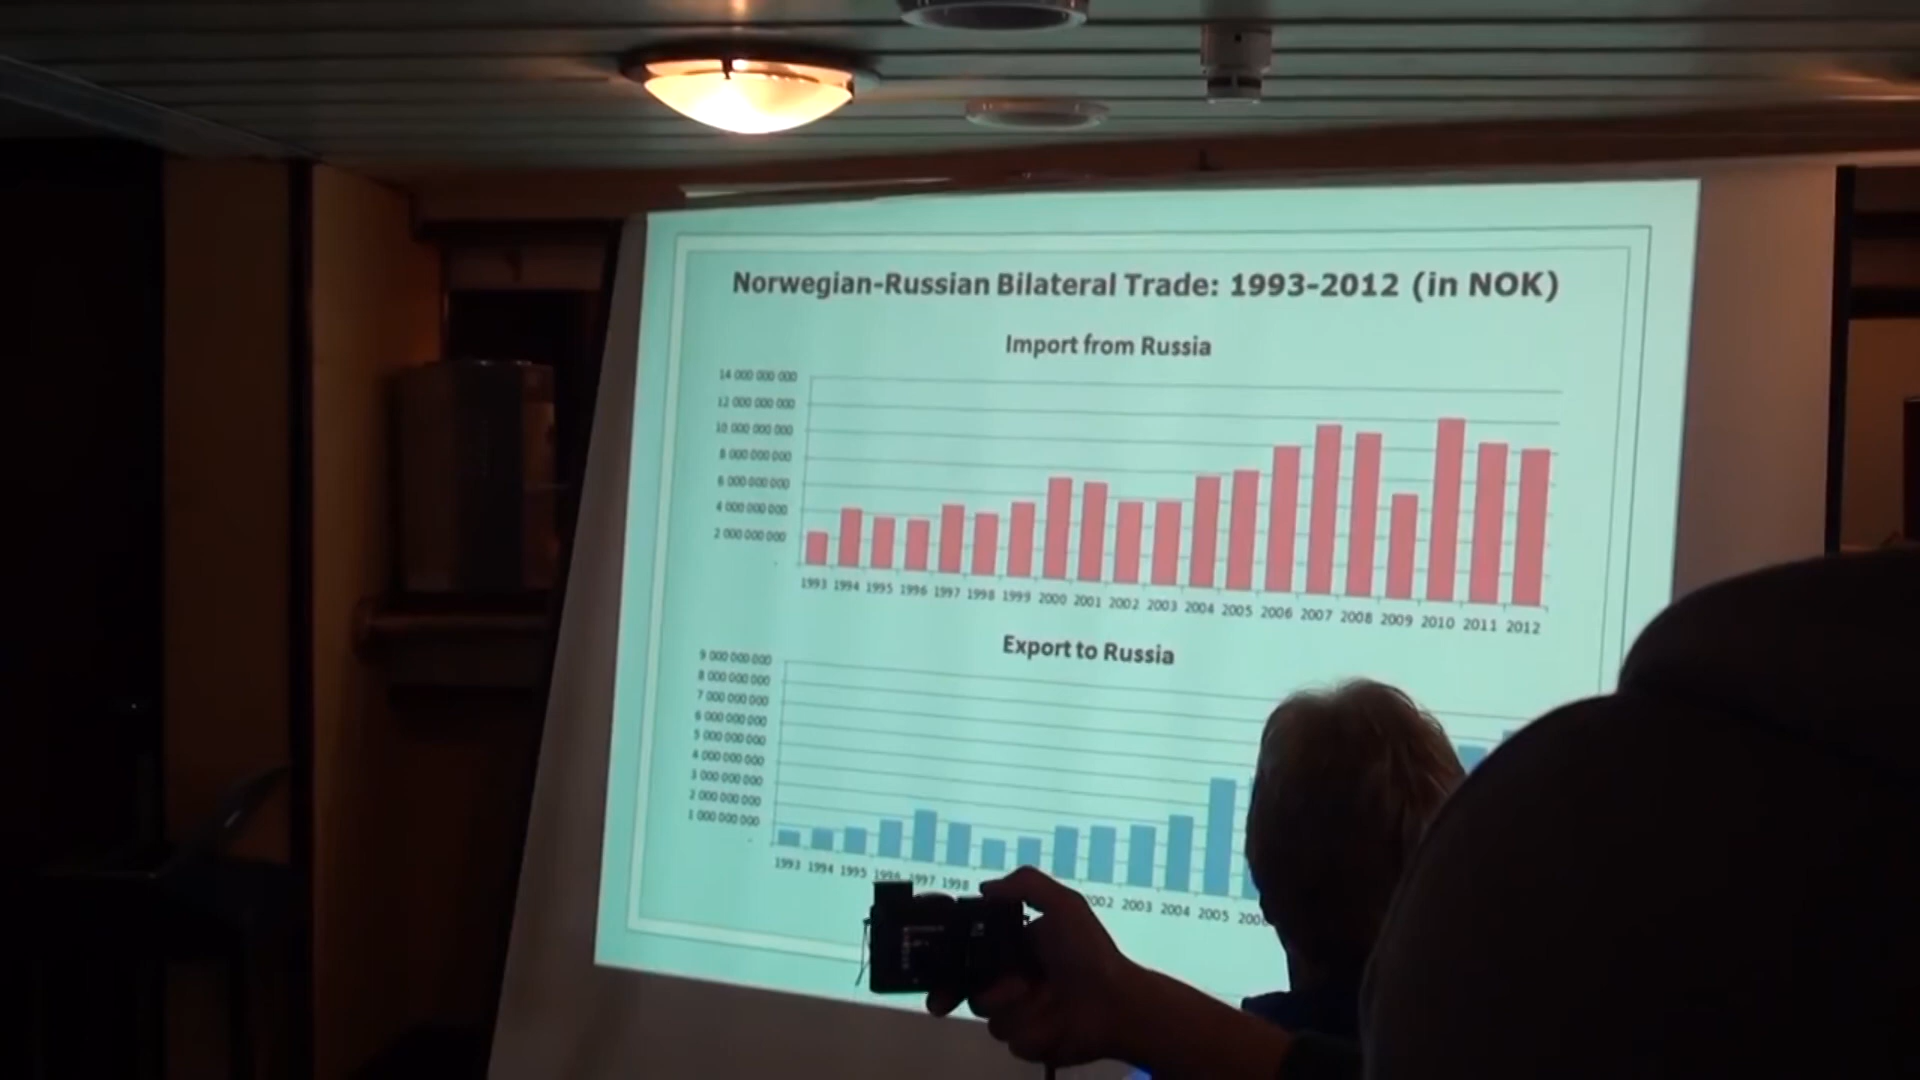 Norwegian-Russian Bilateral Trade: 1993-2012 (in NOK)
Import from Russia
14 000 000 000
12 000 000 000
10 000 000 000
8 000 000 000
6 000 000 000
4 000 000 000
2 000 000 000
1993 1994 1995 1996 1997 1998 1999 2000 2001 2002 2003 2004 2005 2006 2007 2008 2009 2010 2011 2012
Export to Russia
9 000 000 000
8 000 000 000
7 000 000 000
6 000 000 000
5 000 000 000
4 000 000 000
3 000 000 000
2 000 000 000
1 000 000 000
1993 1994 1995 1996 1997 1998 2002 2003 2004 2005